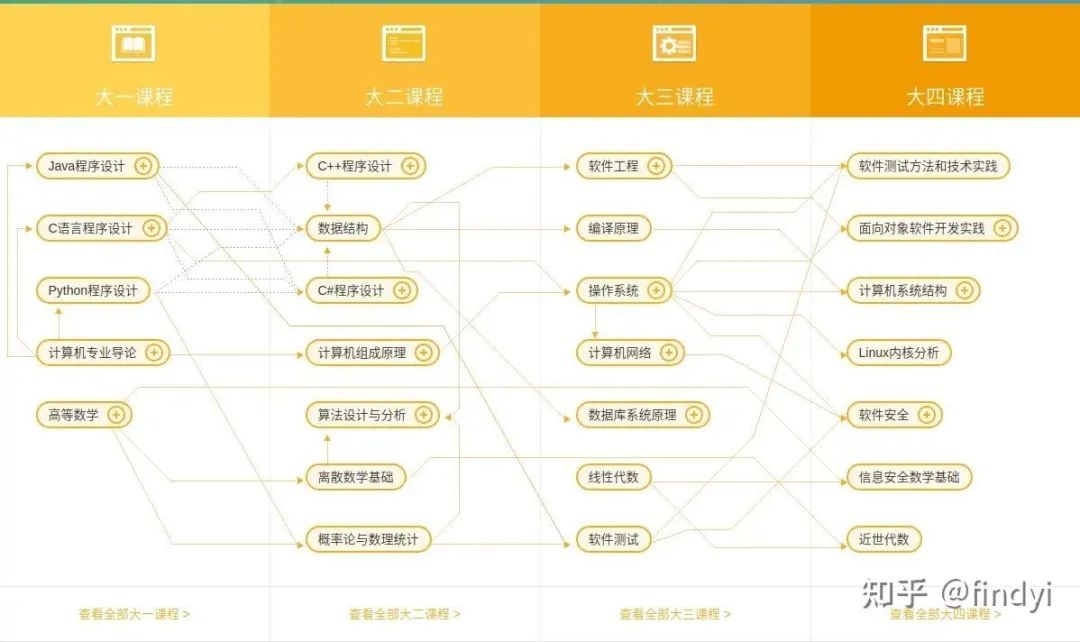 大一课程
大二课程
大三课程
大四课程
Java程序设计
C++程序设计
软件工程
软件测试方法和技术实践
C语言程序设计
数据结构
编译原理
面向对象软件开发实践
Python程序设计
C#程序设计
操作系统
计算机系统结构
计算机专业导论
计算机组成原理
计算机网络
Linux内核分析
高等数学
算法设计与分析
数据库系统原理
软件安全
离散数学基础
线性代数
信息安全数学基础
概率论与数理统计
软件测试
近世代数
查看全部大一课程 >
查看全部大二课程 >
查看全部大三课程 >
查看全部大四课程 >
知乎 @findyi